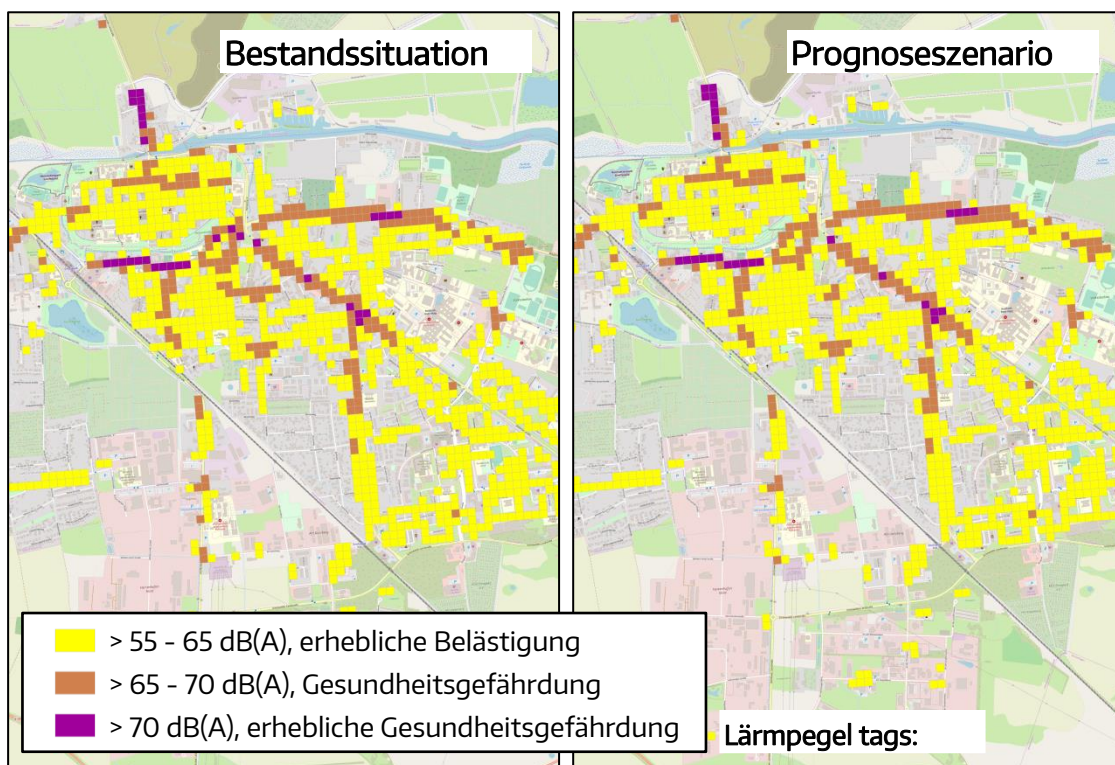 Bestandssituation
Prognoseszenario
> 55 - 65 dB(A), erhebliche Belästigung
> 65 - 70 dB(A), Gesundheitsgefährdung
> 70 dB(A), erhebliche Gesundheitsgefährdung
Lärmpegel tags: